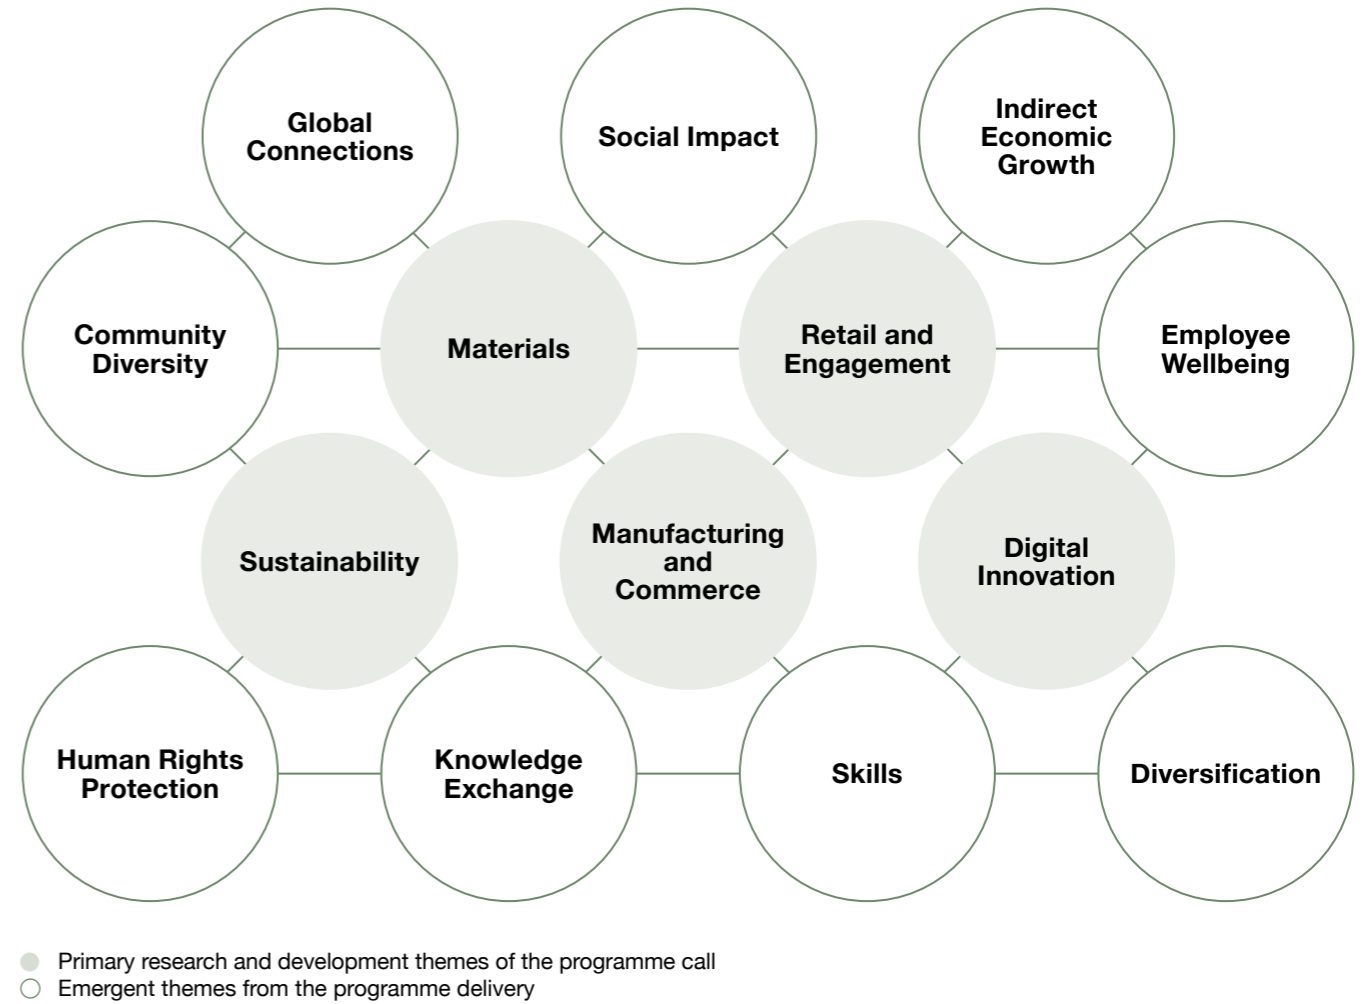 Global
Connections
Social Impact
Indirect
Economic
Growth
Community
Diversity
Materials
Retail and
Engagement
Employee
Wellbeing
Sustainability
Manufacturing
and
Commerce
Digital
Innovation
Human Rights
Protection
Knowledge
Exchange
Skills
Diversification
Primary research and development themes of the programme call
Emergent themes from the programme delivery